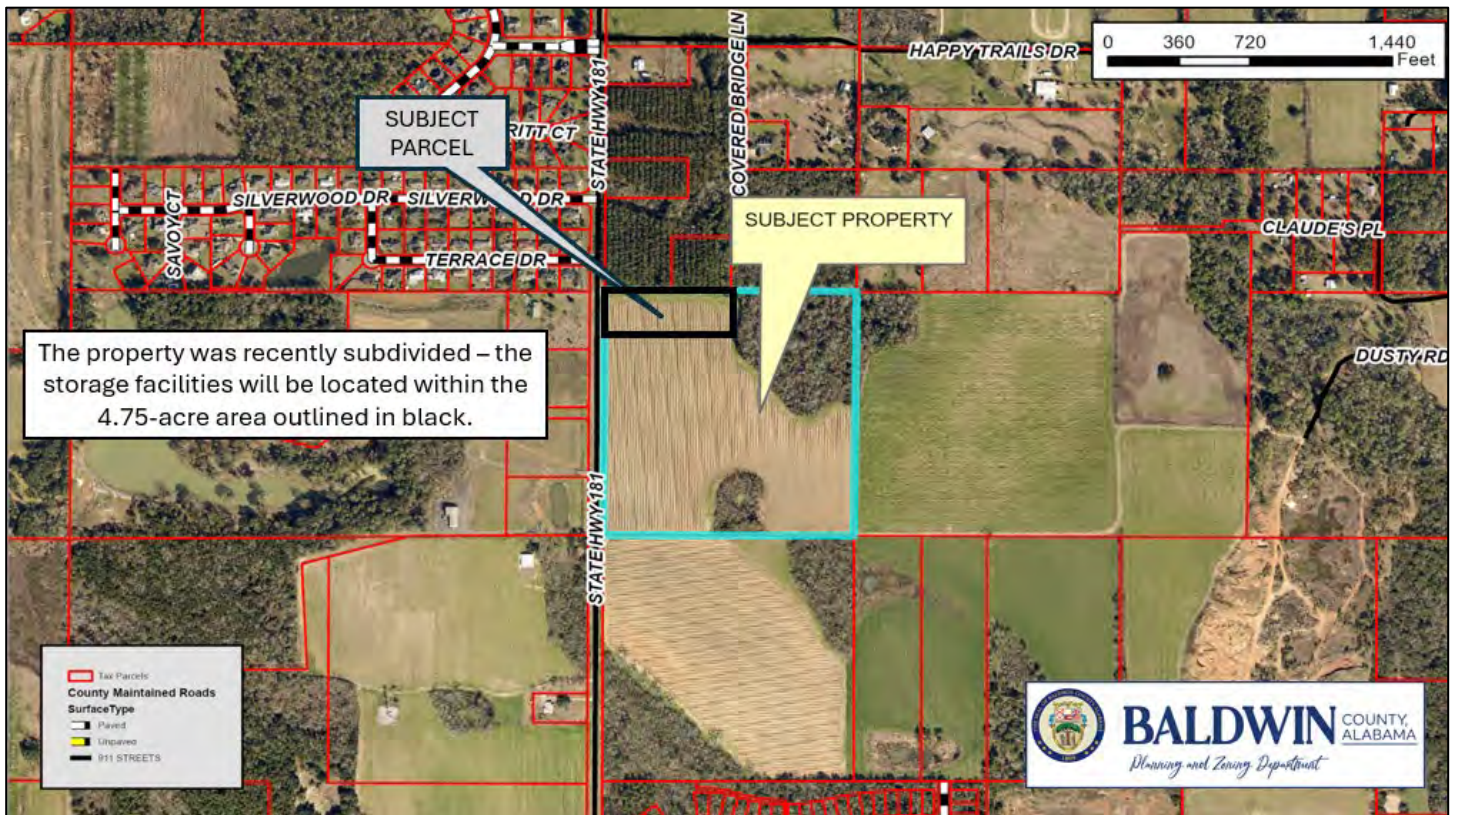 HAPPY TRAILS DR
0 360 720 1,440
Feet
COVERED BRIDGE LN
STATE HWY 181
SUBJECT
PARCEL
RITT CT
SILVERWOOD DR
SILVERWOOD DR
SAVOY CT
TERRACE DR
SUBJECT PROPERTY
CLAUDE'S PL
DUSTY RD
The property was recently subdivided – the
storage facilities will be located within the
4.75-acre area outlined in black.
STATE HWY 181
Tax Parcels
County Maintained Roads
SurfaceType
Paved
Unpaved
911 STREETS
BALDWIN COUNTY,
ALABAMA
Planning and Zoning Department